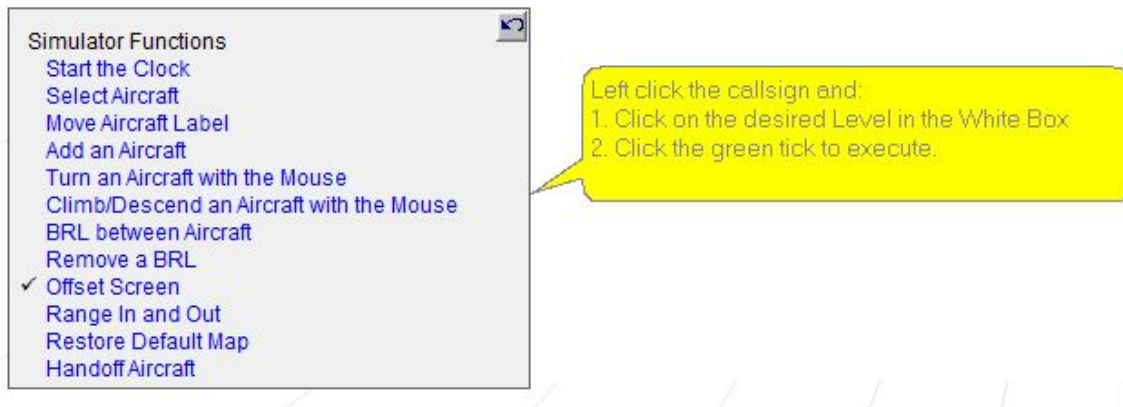 Simulator Functions
Start the Clock
Select Aircraft
Move Aircraft Label
Add an Aircraft
Turn an Aircraft with the Mouse
Climb/Descend an Aircraft with the Mouse
BRL between Aircraft
Remove a BRL
✓ Offset Screen
Range In and Out
Restore Default Map
Handoff Aircraft
Left click the callsign and:
1. Click on the desired Level in the White Box
2. Click the green tick to execute.